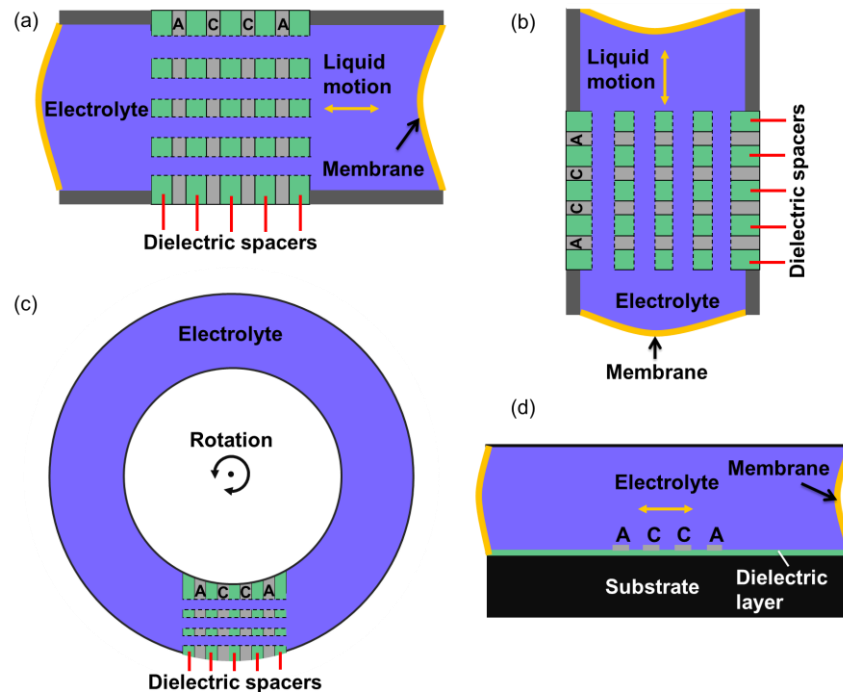 (a)
A C C A
Electrolyte
Liquid
motion
Membrane
Dielectric spacers
(b)
Liquid
motion
A
C
C
A
Dielectric spacers
Electrolyte
Membrane
(c)
Electrolyte
Rotation
A C C A
Dielectric spacers
(d)
Electrolyte
Membrane
A C C A
Substrate
Dielectric
layer